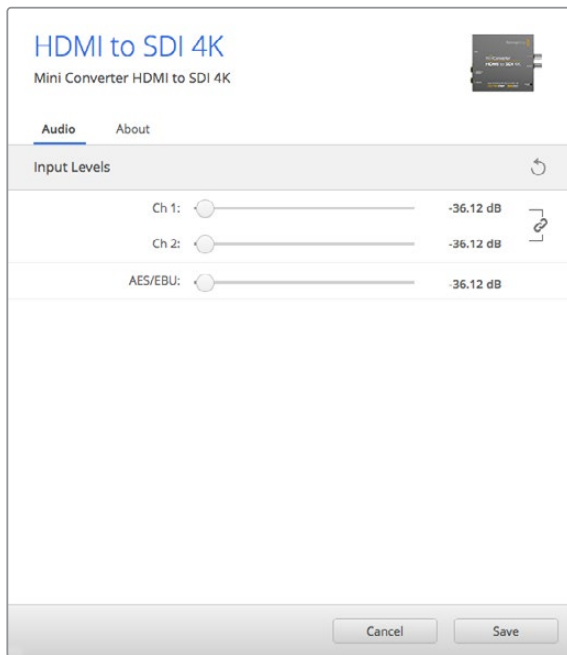 HDMI to SDI 4K
Mini Converter HDMI to SDI 4K
Audio About
Input Levels
Ch 1: -36.12 dB
Ch 2: -36.12 dB
AES/EBU: -36.12 dB
Cancel Save